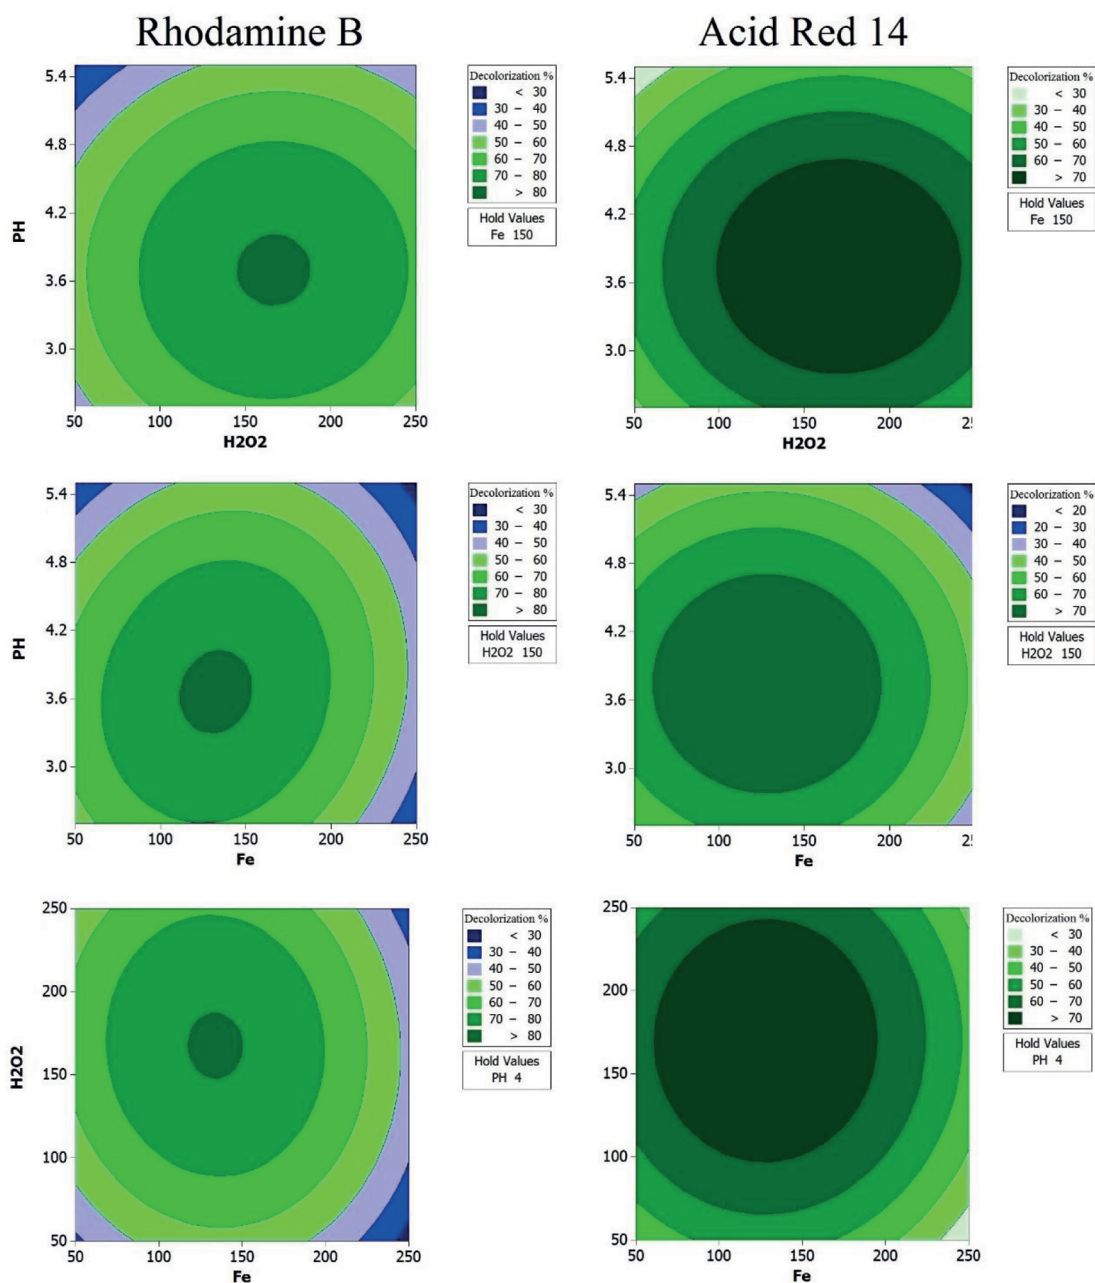 Rhodamine B
Acid Red 14
5.4
4.8
4.2
3.6
3.0
PH
50 100 150 200 250
H2O2
Decolorization %
< 30
30 – 40
40 – 50
50 – 60
60 – 70
70 – 80
> 80
Hold Values
Fe 150
5.4
4.8
4.2
3.6
3.0
50 100 150 200 25
H2O2
Decolorization %
< 30
30 – 40
40 – 50
50 – 60
60 – 70
> 70
Hold Values
Fe 150
5.4
4.8
4.2
3.6
3.0
PH
50 100 150 200 250
Fe
Decolorization %
< 30
30 – 40
40 – 50
50 – 60
60 – 70
70 – 80
> 80
Hold Values
H2O2 150
5.4
4.8
4.2
3.6
3.0
50 100 150 200 250
Fe
Decolorization %
< 20
20 – 30
30 – 40
40 – 50
50 – 60
60 – 70
> 70
Hold Values
H2O2 150
250
200
150
100
50
H2O2
50 100 150 200 250
Fe
Decolorization %
< 30
30 – 40
40 – 50
50 – 60
60 – 70
70 – 80
> 80
Hold Values
PH 4
250
200
150
100
50
50 100 150 200 250
Fe
Decolorization %
< 30
30 – 40
40 – 50
50 – 60
60 – 70
> 70
Hold Values
PH 4